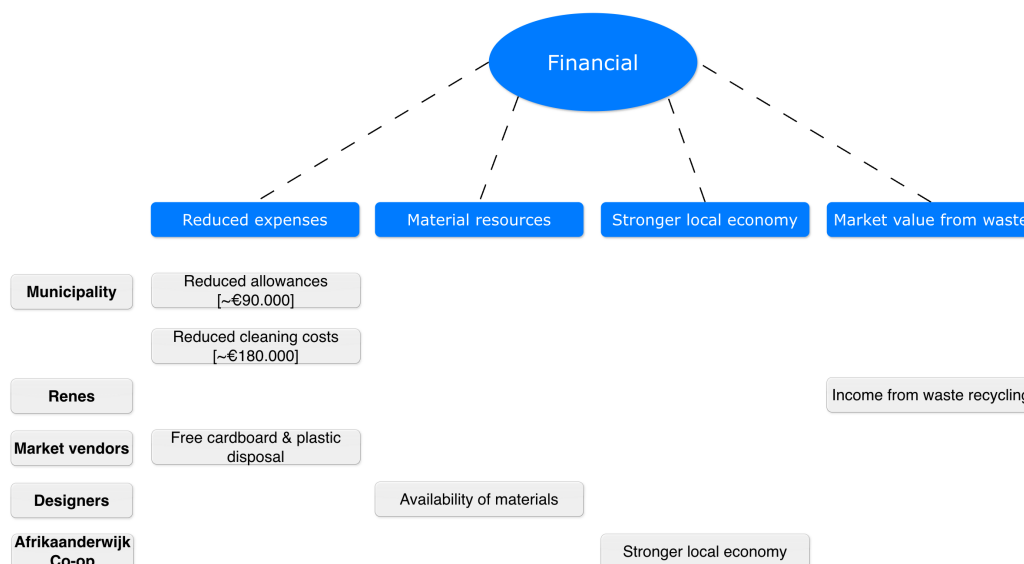 Financial
Reduced expenses
Material resources
Stronger local economy
Market value from waste
Municipality
Reduced allowances
[~€90.000]
Reduced cleaning costs
[~€180.000]
Renes
Income from waste recycling
Market vendors
Free cardboard & plastic
disposal
Designers
Availability of materials
Afrikaanderwijk
Co-op
Stronger local economy